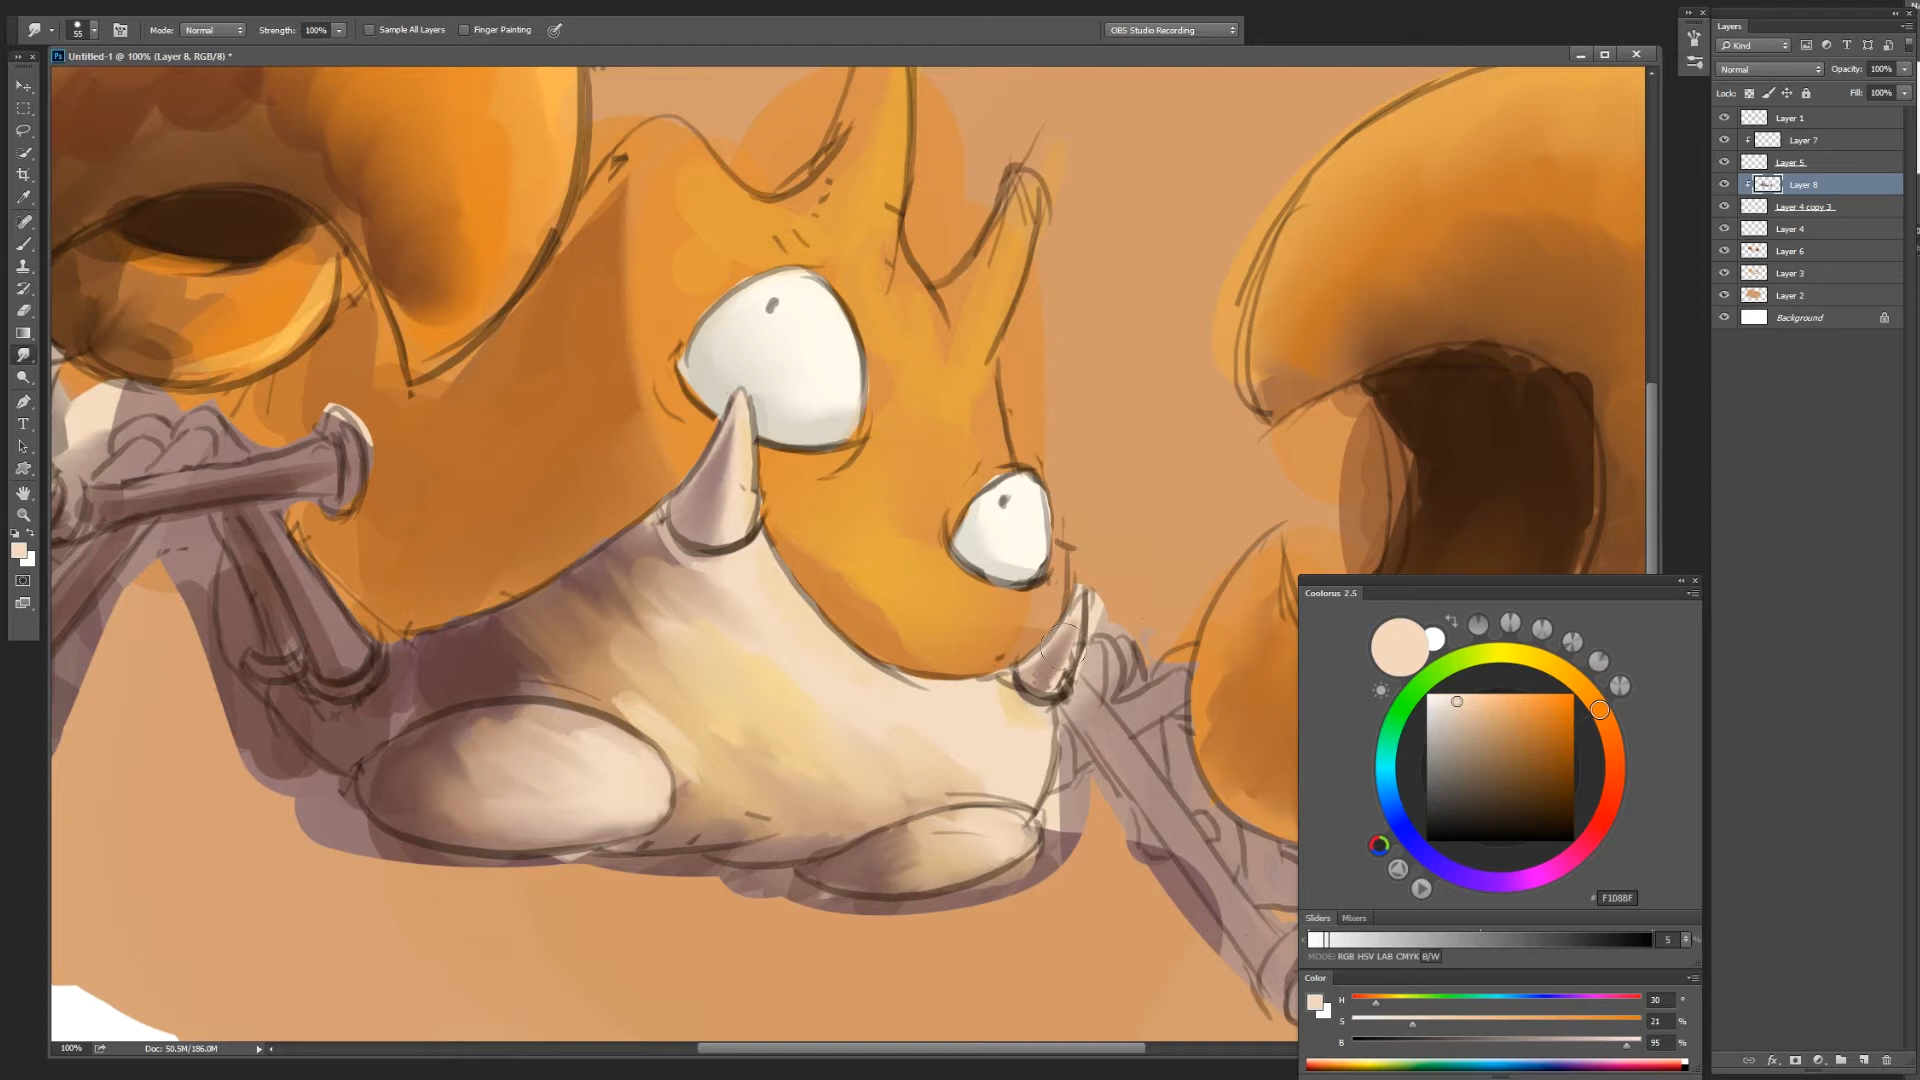 55 Mode: Normal Strength: 100% Sample All Layers Finger Painting OBS Studio Recording
Untitled-1 @ 100% (Layer 8, RGB/8) *
Layers
Kind
Normal Opacity: 100%
Lock: Fill: 100%
Layer 1
Layer 7
Layer 5
Layer 8
Layer 4 copy 3
Layer 4
Layer 6
Layer 3
Layer 2
Background
Coolorus 2.5
# F1D8BF
Sliders Mixers
5 %
MODE: RGB HSV LAB CMYK B/W
Color
H 30 °
S 21 %
B 95 %
100% Doc: 50.5M/186.0M